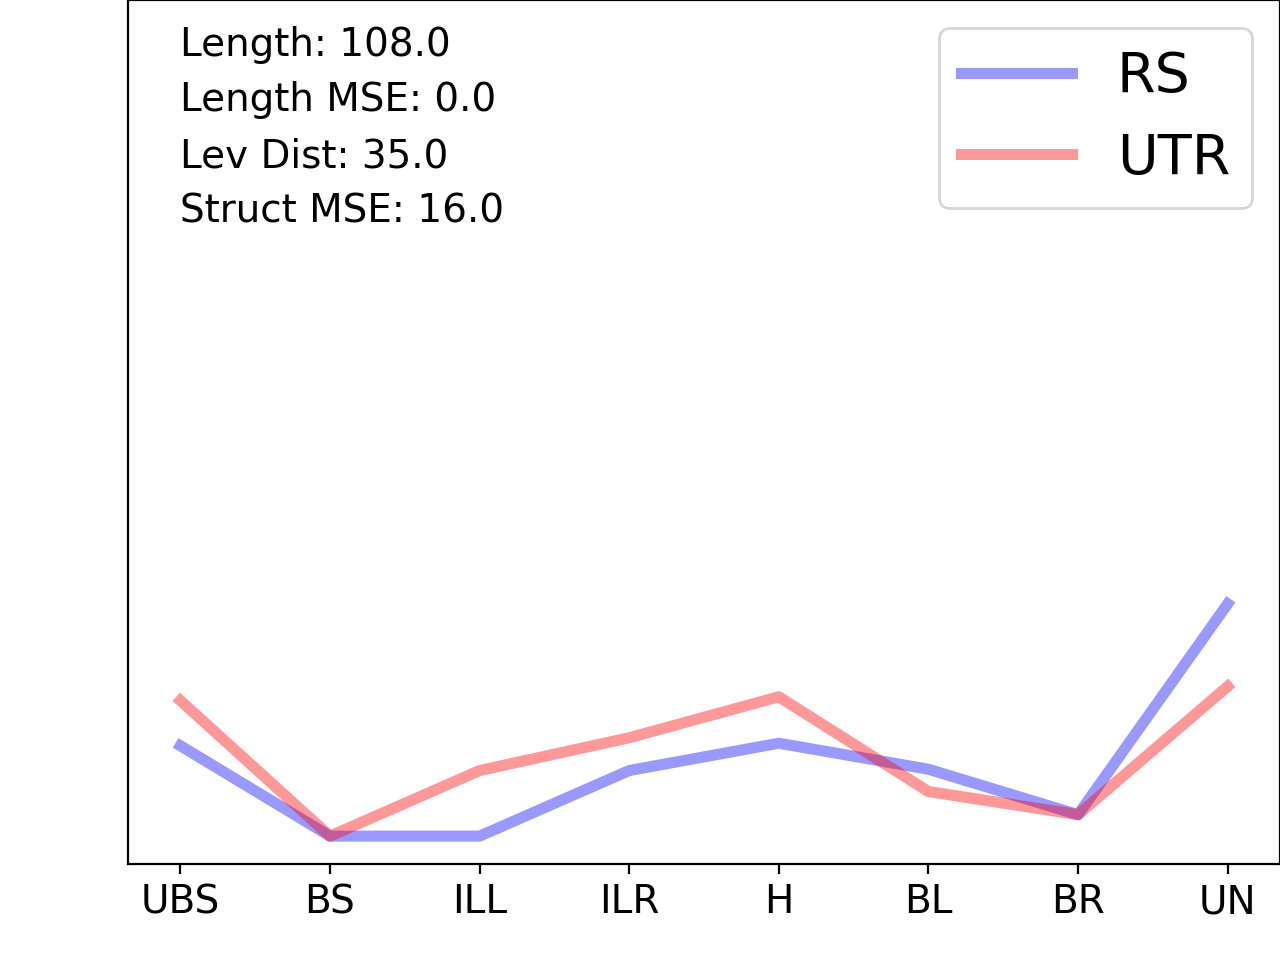 Length: 108.0
Length MSE: 0.0
Lev Dist: 35.0
Struct MSE: 16.0
RS
UTR
UBS BS ILL ILR H BL BR UN